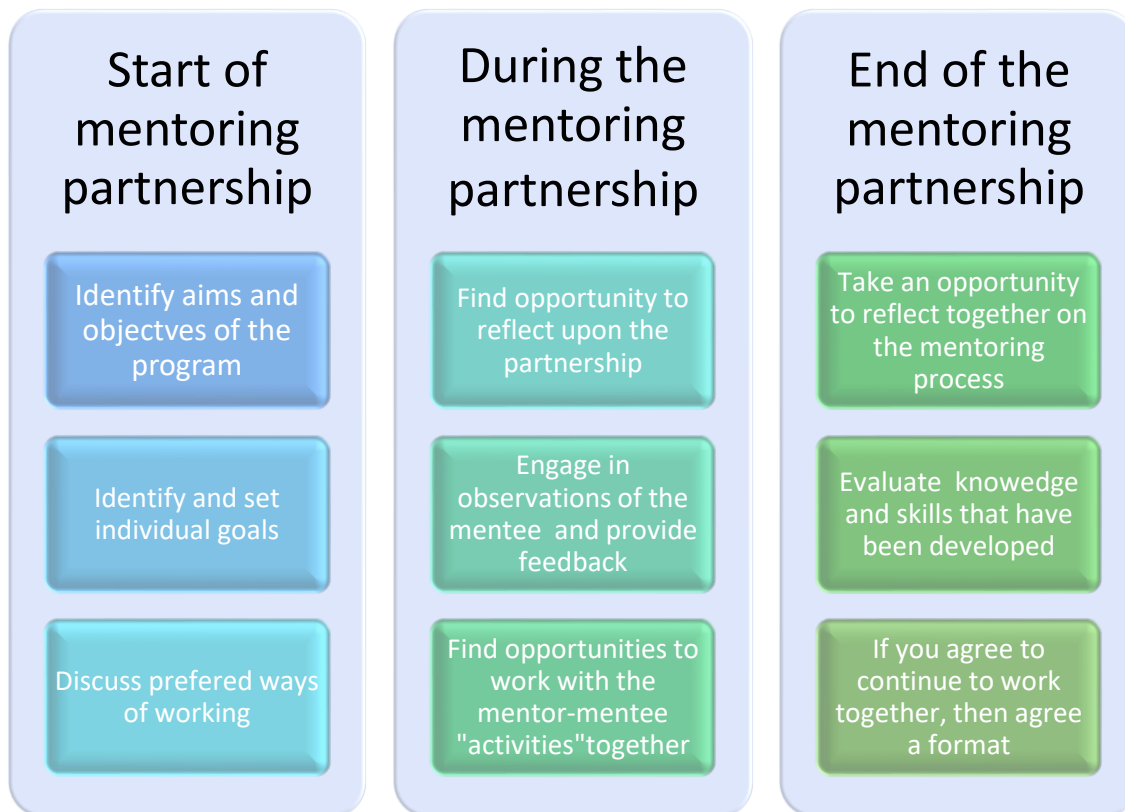 Start of
mentoring
partnership
Identify aims and
objectves of the
program
Identify and set
individual goals
Discuss prefered ways
of working
During the
mentoring
partnership
Find opportunity to
reflect upon the
partnership
Engage in
observations of the
mentee  and provide
feedback
Find opportunities to
work with the
mentor-mentee
"activities"together
End of the
mentoring
partnership
Take an opportunity
to reflect together on
the mentoring
process
Evaluate  knowedge
and skills that have
been developed
If you agree to
continue to work
together, then agree
a format